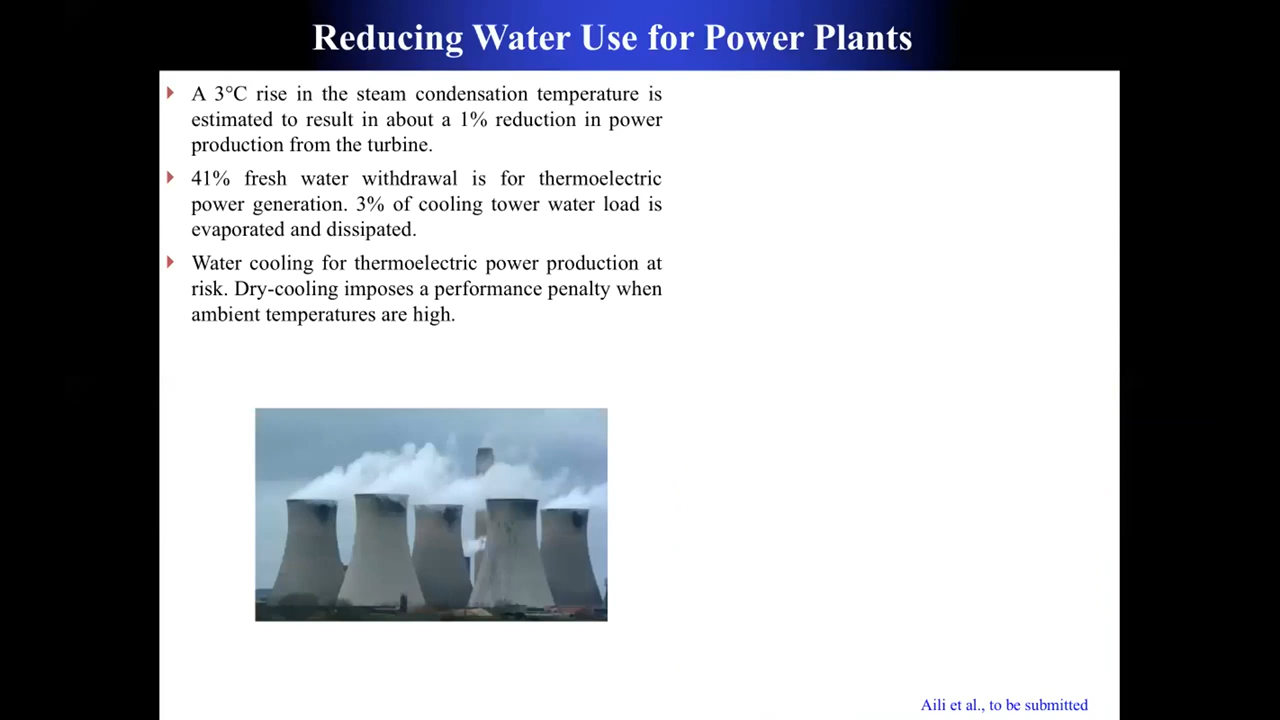 Reducing Water Use for Power Plants
A 3°C rise in the steam condensation temperature is
estimated to result in about a 1% reduction in power
production from the turbine.
41% fresh water withdrawal is for thermoelectric
power generation. 3% of cooling tower water load is
evaporated and dissipated.
Water cooling for thermoelectric power production at
risk. Dry-cooling imposes a performance penalty when
ambient temperatures are high.
Aili et al., to be submitted